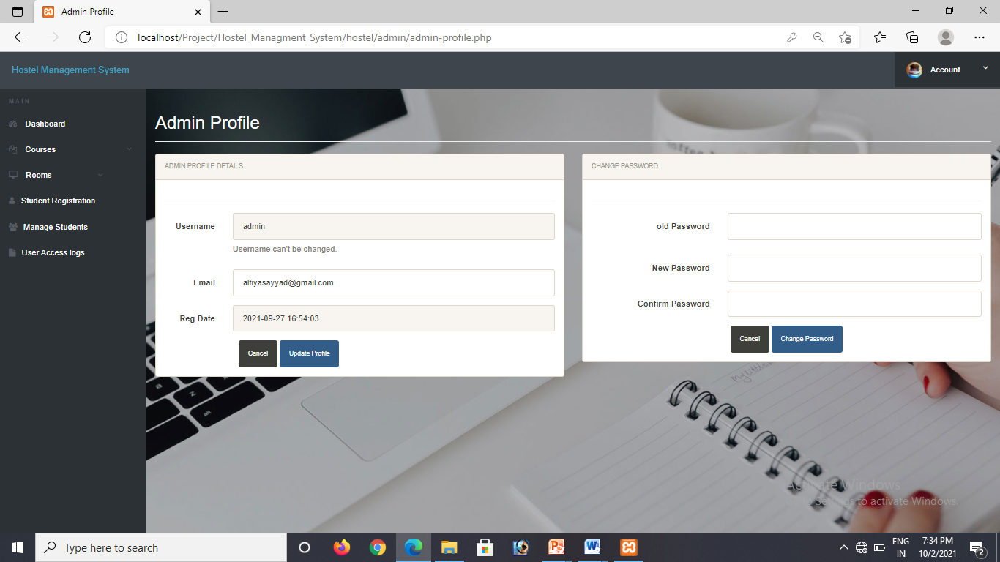 Admin Profile
localhost/Project/Hostel_Managment_System/hostel/admin/admin-profile.php
Hostel Management System
Account
MAIN
Dashboard
Courses
Rooms
Student Registration
Manage Students
User Access logs
Admin Profile
ADMIN PROFILE DETAILS
Username
admin
Username can't be changed.
Email
alfiyasayyad@gmail.com
Reg Date
2021-09-27 16:54:03
Cancel
Update Profile
CHANGE PASSWORD
old Password
New Password
Confirm Password
Cancel
Change Password
Z
alt
alt
coffee
Activate Windows
Go to Settings to activate Windows.
Type here to search
ENG
IN
7:34 PM
10/2/2021
2